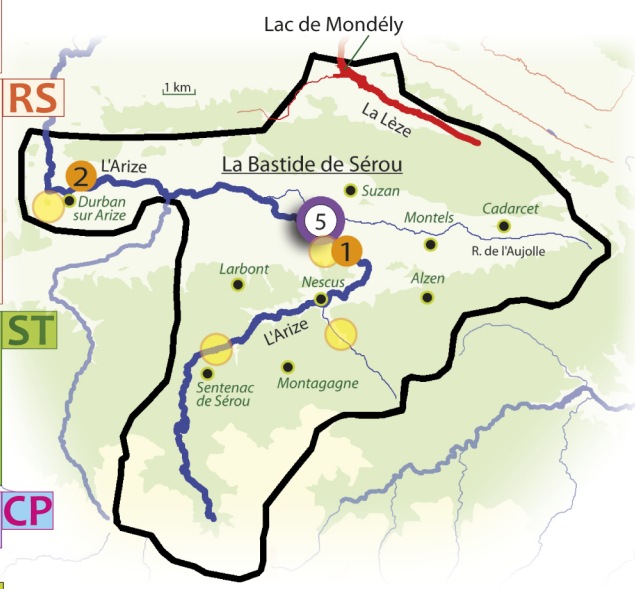 Lac de Mondély
RS
1 km
La Lèze
2
L'Arize
La Bastide de Sérou
Durban
sur Arize
Suzan
5
Montels
Cadarcet
1
R. de l'Aujolle
Larbont
Nescus
Alzen
ST
L'Arize
Sentenac
de Sérou
Montagagne
CP